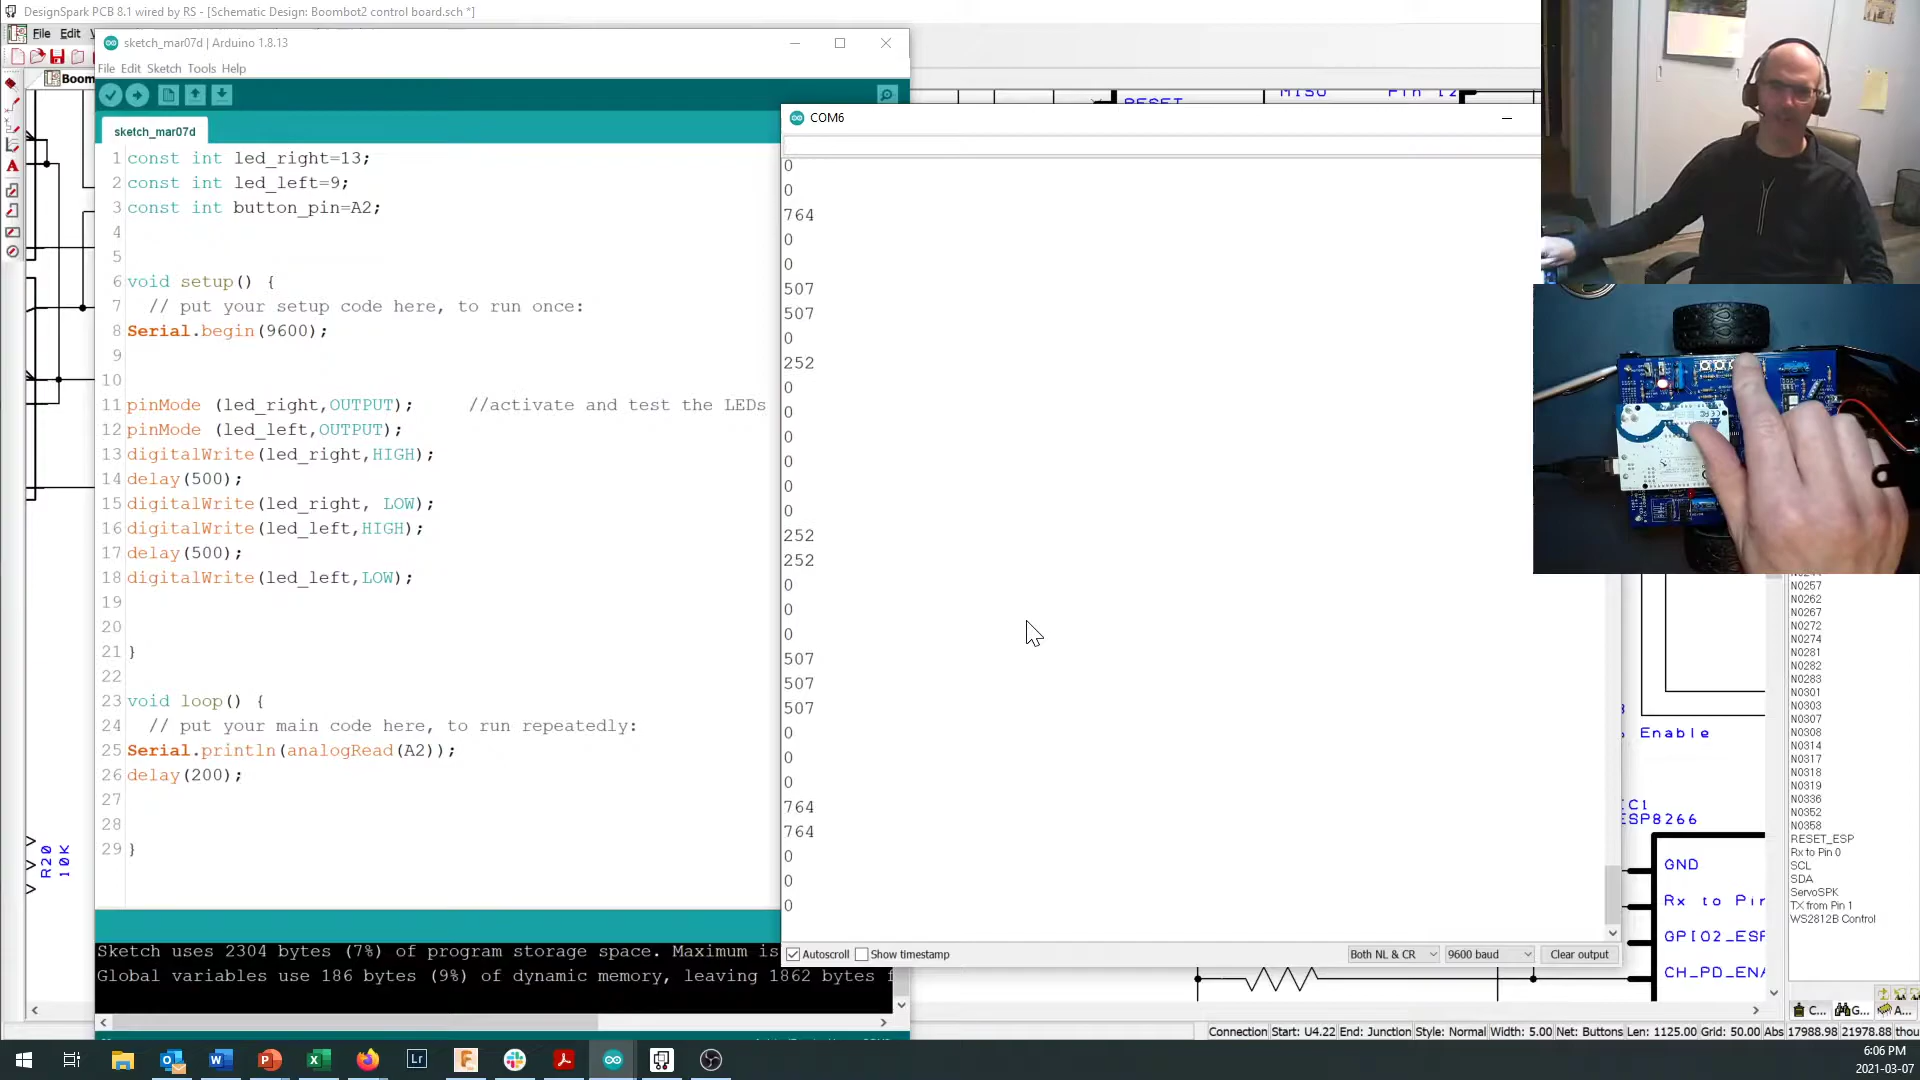 DesignSpark PCB 8.1 wired by RS - [Schematic Design: Boombot2 control board.sch *]
File Edit
Boom
sketch_mar07d | Arduino 1.8.13
File Edit Sketch Tools Help
sketch_mar07d
1 const int led_right=13;
2 const int led_left=9;
3 const int button_pin=A2;
4
5
6 void setup() {
7 // put your setup code here, to run once:
8 Serial.begin(9600);
9
10
11 pinMode (led_right,OUTPUT); //activate and test the LEDs
12 pinMode (led_left,OUTPUT);
13 digitalWrite(led_right,HIGH);
14 delay(500);
15 digitalWrite(led_right, LOW);
16 digitalWrite(led_left,HIGH);
17 delay(500);
18 digitalWrite(led_left,LOW);
19
20
21 }
22
23 void loop() {
24 // put your main code here, to run repeatedly:
25 Serial.println(analogRead(A2));
26 delay(200);
27
28
29 }
Sketch uses 2304 bytes (7%) of program storage space. Maximum is
Global variables use 186 bytes (9%) of dynamic memory, leaving 1862 bytes f
R20
10K
RESET
MISO
Pin 12
COM6
0
0
764
0
0
507
507
0
252
0
0
0
0
0
0
252
252
0
0
0
507
507
507
0
0
0
764
764
0
0
0
Autoscroll Show timestamp
Both NL & CR
9600 baud
Clear output
Enable
ESP8266
GND
Rx to Pin
GPIO2_ESP
CH_PD_ENA
N0257
N0262
N0267
N0272
N0274
N0281
N0282
N0283
N0301
N0303
N0307
N0308
N0314
N0317
N0318
N0319
N0336
N0352
N0358
RESET_ESP
Rx to Pin 0
SCL
SDA
ServoSPK
TX from Pin 1
WS2812B Control
C... G... A...
Connection Start: U4.22 End: Junction Style: Normal Width: 5.00 Net: Buttons Len: 1125.00 Grid: 50.00 Abs 17988.98 21978.88 thou
Lrc
6:06 PM
2021-03-07